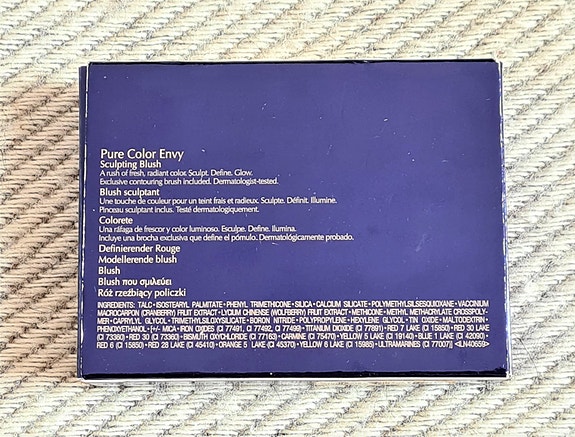 Pure Color Envy
Sculpting Blush
A rush of fresh, radiant color. Sculpt. Define. Glow.
Exclusive contouring brush included. Dermatologist-tested.
Blush sculptant
Une touche de couleur pour un teint frais et radieux. Sculpte. Définit. Illumine.
Pinceau sculptant inclus. Testé dermatologiquement.
Colorete
Una ráfaga de frescor y color luminoso. Esculpe. Define. Ilumina.
Incluye una brocha exclusiva que define el pómulo. Dermatológicamente probado.
Definierender Rouge
Modellerende blush
Blush
Blush που σμιλεύει
Róż rzeźbiący policzki
INGREDIENTS: TALC • ISOSTEARYL PALMITATE • PHENYL TRIMETHICONE • SILICA • CALCIUM SILICATE • POLYMETHYLSILSESQUIOXANE • VACCINIUM
MACROCARPON (CRANBERRY) FRUIT EXTRACT • LYCIUM CHINENSE (WOLFBERRY) FRUIT EXTRACT • METHICONE • METHYL METHACRYLATE CROSSPOLY-
MER • CAPRYLYL GLYCOL • TRIMETHYLSILOXYSILICATE • BORON NITRIDE • POLYPROPYLENE • HEXYLENE GLYCOL • TIN OXIDE • MALTODEXTRIN •
PHENOXYETHANOL • [+/- MICA • IRON OXIDES (CI 77491, CI 77492, CI 77499) • TITANIUM DIOXIDE (CI 77891) • RED 7 LAKE (CI 15850) • RED 30 LAKE
(CI 73360) • RED 30 (CI 73360) • BISMUTH OXYCHLORIDE (CI 77163) • CARMINE (CI 75470) • YELLOW 5 LAKE (CI 19140) • BLUE 1 LAKE (CI 42090) •
RED 6 (CI 15850) • RED 28 LAKE (CI 45410) • ORANGE 5 LAKE (CI 45370) • YELLOW 6 LAKE (CI 15985) • ULTRAMARINES (CI 77007)] <ILN40659>